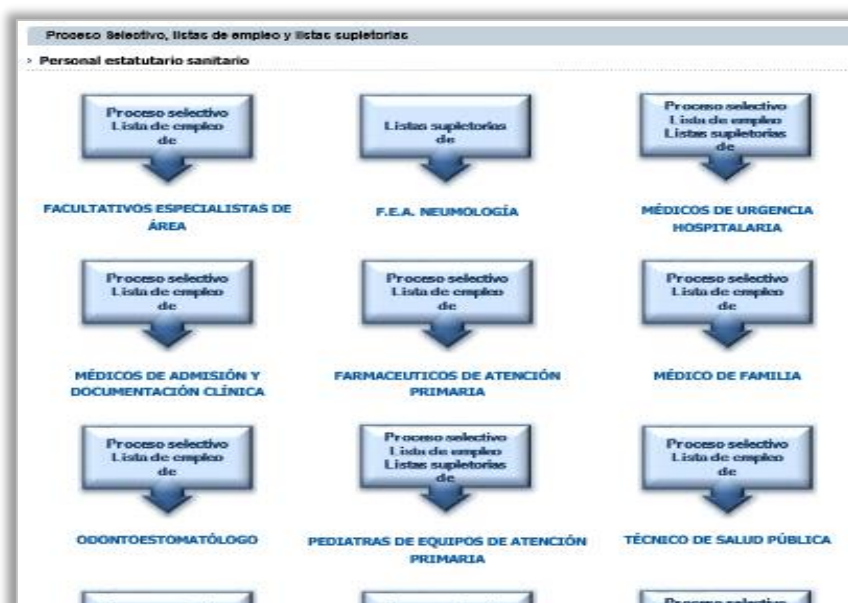 Proceso Selectivo, listas de empleo y listas supletorias
› Personal estatutario sanitario
Proceso selectivo
Lista de empleo
de
FACULTATIVOS ESPECIALISTAS DE
ÁREA
Listas supletorias
de
F.E.A. NEUMOLOGÍA
Proceso selectivo
Lista de empleo
Listas supletorias
de
MÉDICOS DE URGENCIA
HOSPITALARIA
Proceso selectivo
Lista de empleo
de
MÉDICOS DE ADMISIÓN Y
DOCUMENTACIÓN CLÍNICA
Proceso selectivo
Lista de empleo
de
FARMACEUTICOS DE ATENCIÓN
PRIMARIA
Proceso selectivo
Lista de empleo
de
MÉDICO DE FAMILIA
Proceso selectivo
Lista de empleo
de
ODONTOESTOMATÓLOGO
Proceso selectivo
Lista de empleo
Listas supletorias
de
PEDIATRAS DE EQUIPOS DE ATENCIÓN
PRIMARIA
Proceso selectivo
Lista de empleo
de
TÉCNICO DE SALUD PÚBLICA
Proceso selectivo